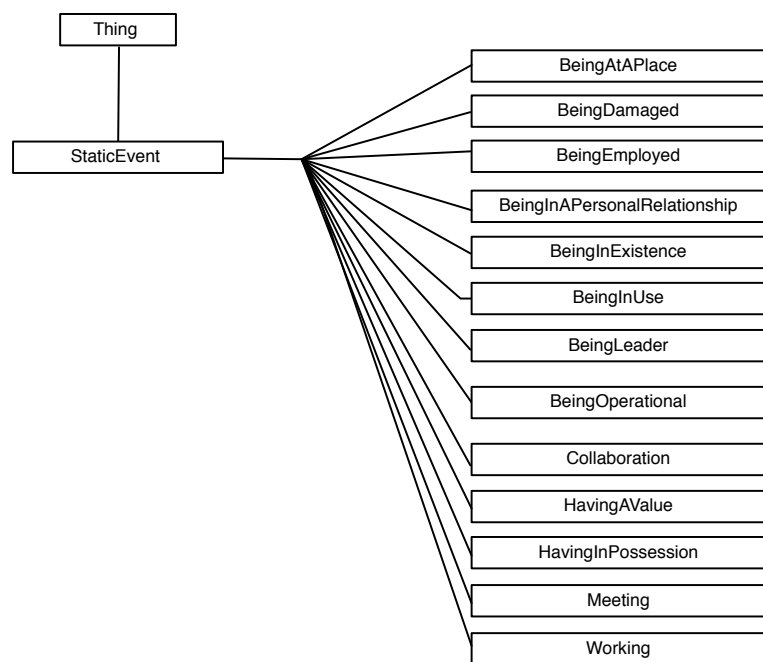 Thing
StaticEvent
BeingAtAPlace
BeingDamaged
BeingEmployed
BeingInAPersonalRelationship
BeingInExistence
BeingInUse
BeingLeader
BeingOperational
Collaboration
HavingAValue
HavingInPossession
Meeting
Working